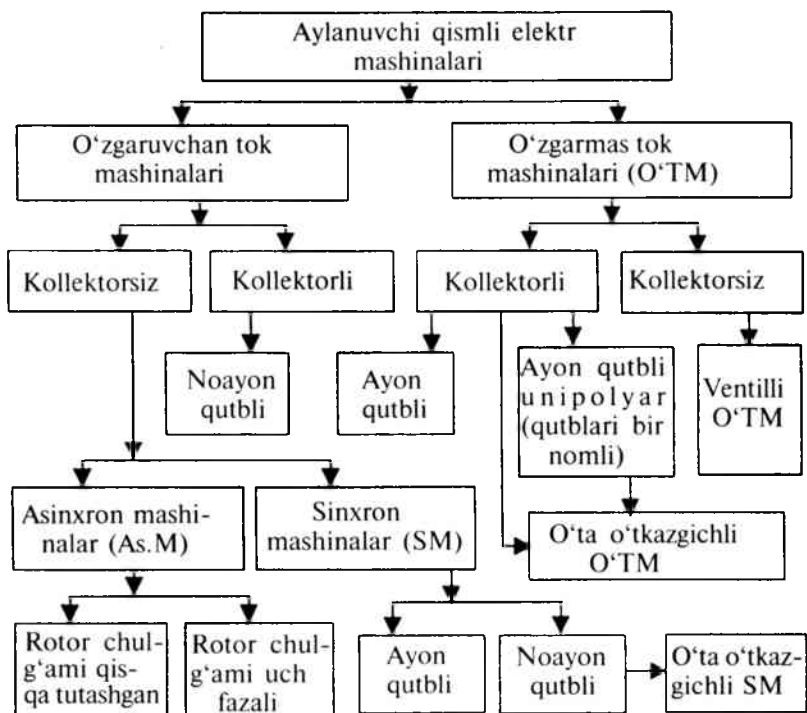 Aylanuvchi qismli elektr
mashinalari
O‘zgaruvchan tok
mashinalari
O‘zgarmas tok
mashinalari (O‘TM)
Kollektorsiz
Kollektorli
Kollektorli
Kollektorsiz
Noayon
qutbli
Ayon
qutbli
Ayon qutbli
unipolyar
(qutblari bir
nomli)
Ventilli
O‘TM
Asinxron mashi-
nalar (As.M)
Sinxron
mashinalar (SM)
O‘ta o‘tkazgichli
O‘TM
Rotor chul-
g‘ami qis-
qa tutashgan
Rotor chul-
g‘ami uch
fazali
Ayon
qutbli
Noayon
qutbli
O‘ta o‘tkaz-
gichli SM